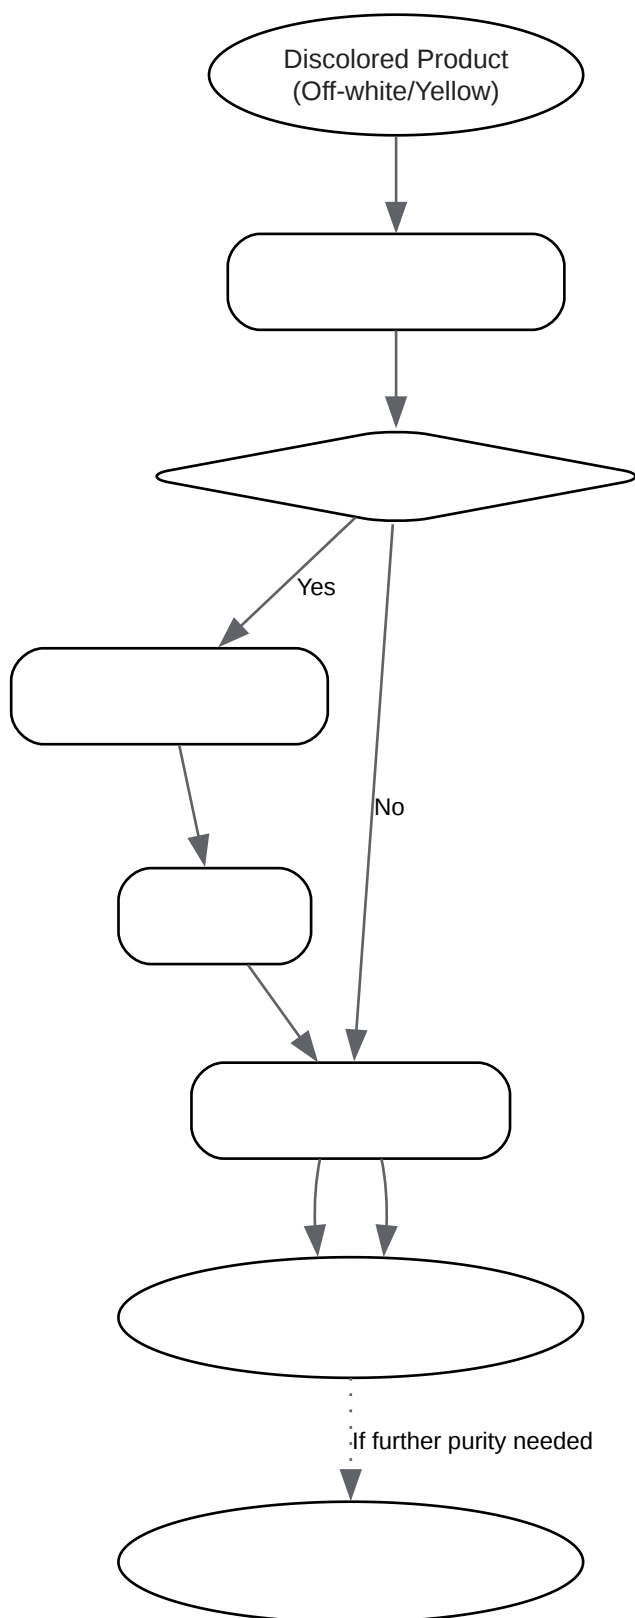 Discolored Product
(Off-white/Yellow)
Yes
No
If further purity needed